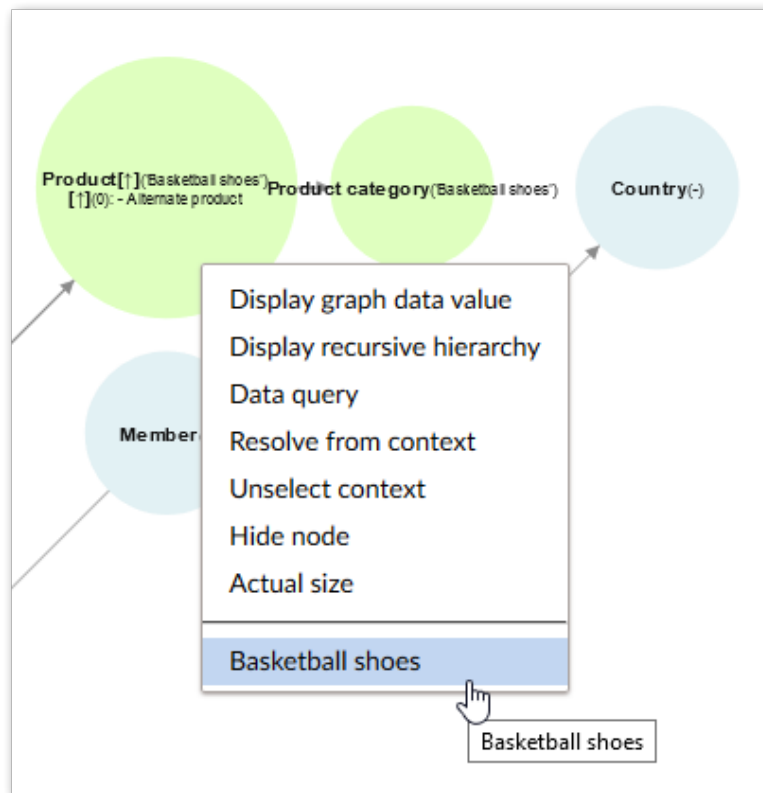 Product[↑]('Basketball shoes')
[↑](0): - Alternate product
Product category('Basketball shoes')
Country(-)
Member
Display graph data value
Display recursive hierarchy
Data query
Resolve from context
Unselect context
Hide node
Actual size
Basketball shoes
Basketball shoes